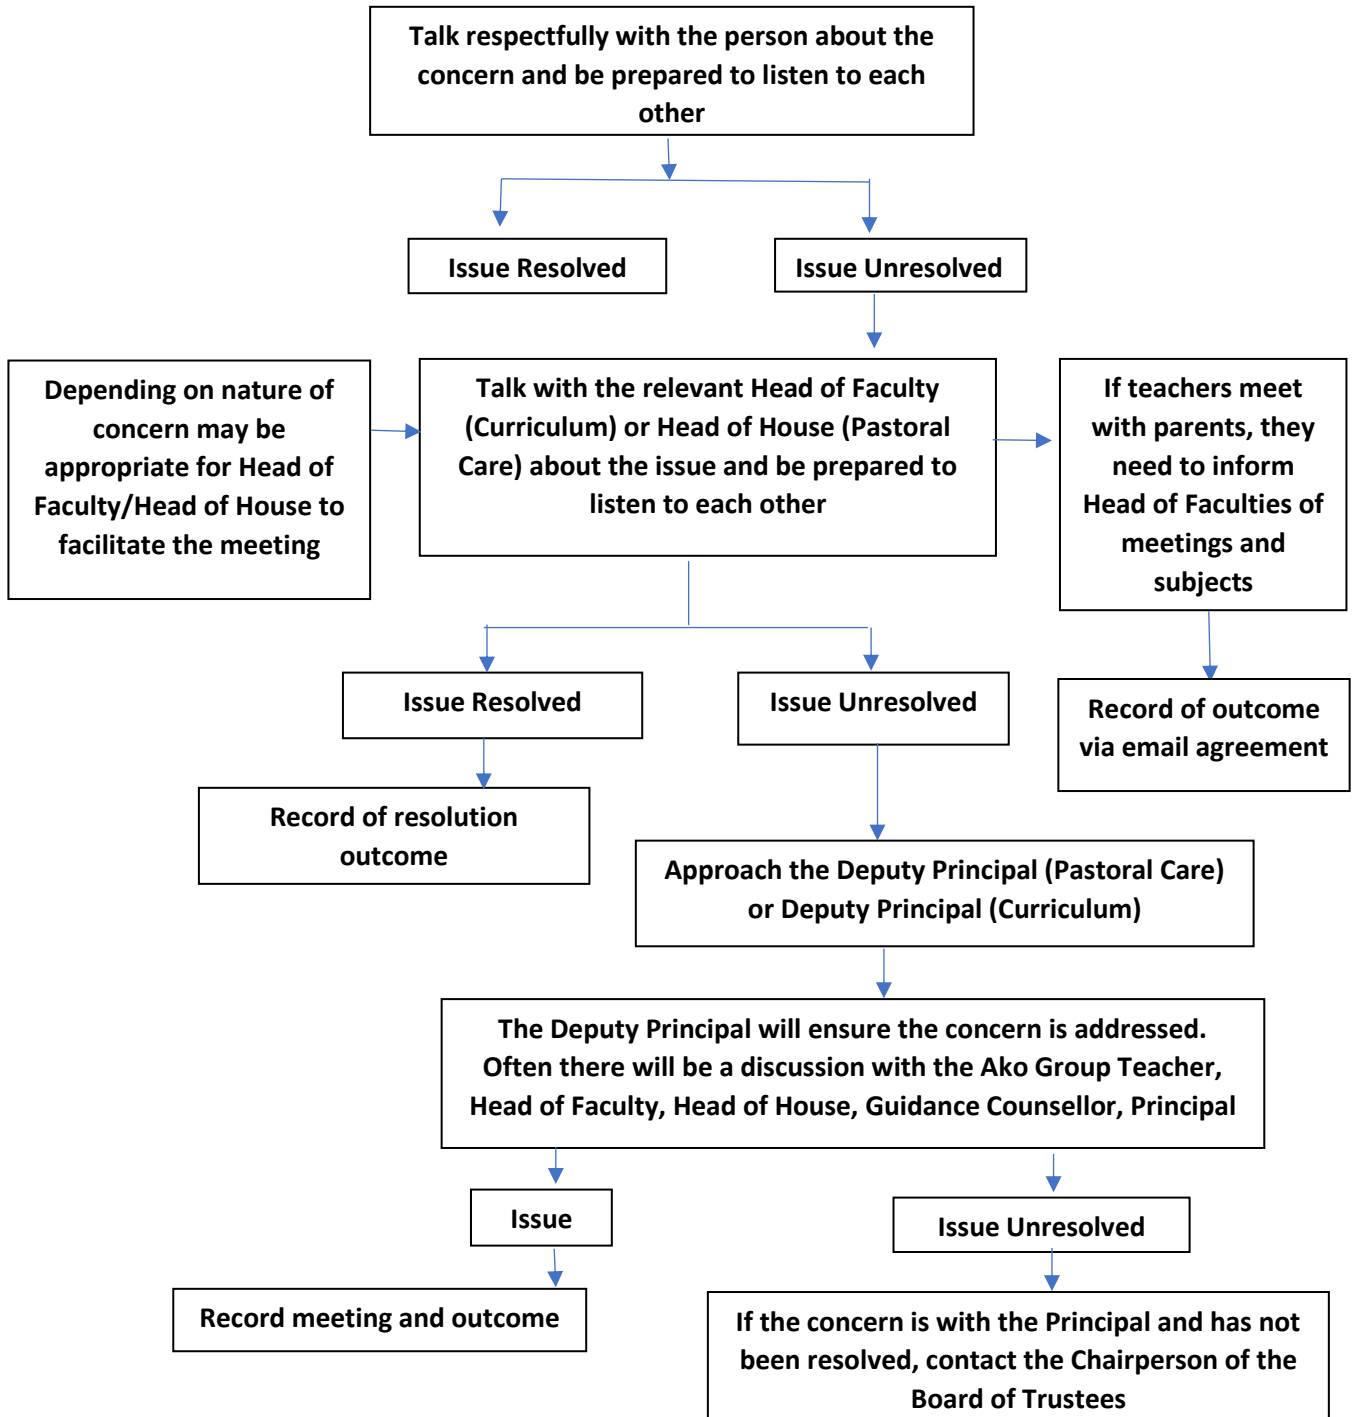 Talk respectfully with the person about the
concern and be prepared to listen to each
other
Issue Resolved
Issue Unresolved
Depending on nature of
concern may be
appropriate for Head of
Faculty/Head of House to
facilitate the meeting
Talk with the relevant Head of Faculty
(Curriculum) or Head of House (Pastoral
Care) about the issue and be prepared to
listen to each other
If teachers meet
with parents, they
need to inform
Head of Faculties of
meetings and
subjects
Issue Resolved
Issue Unresolved
Record of outcome
via email agreement
Record of resolution
outcome
Approach the Deputy Principal (Pastoral Care)
or Deputy Principal (Curriculum)
The Deputy Principal will ensure the concern is addressed.
Often there will be a discussion with the Ako Group Teacher,
Head of Faculty, Head of House, Guidance Counsellor, Principal
Issue
Issue Unresolved
Record meeting and outcome
If the concern is with the Principal and has not
been resolved, contact the Chairperson of the
Board of Trustees